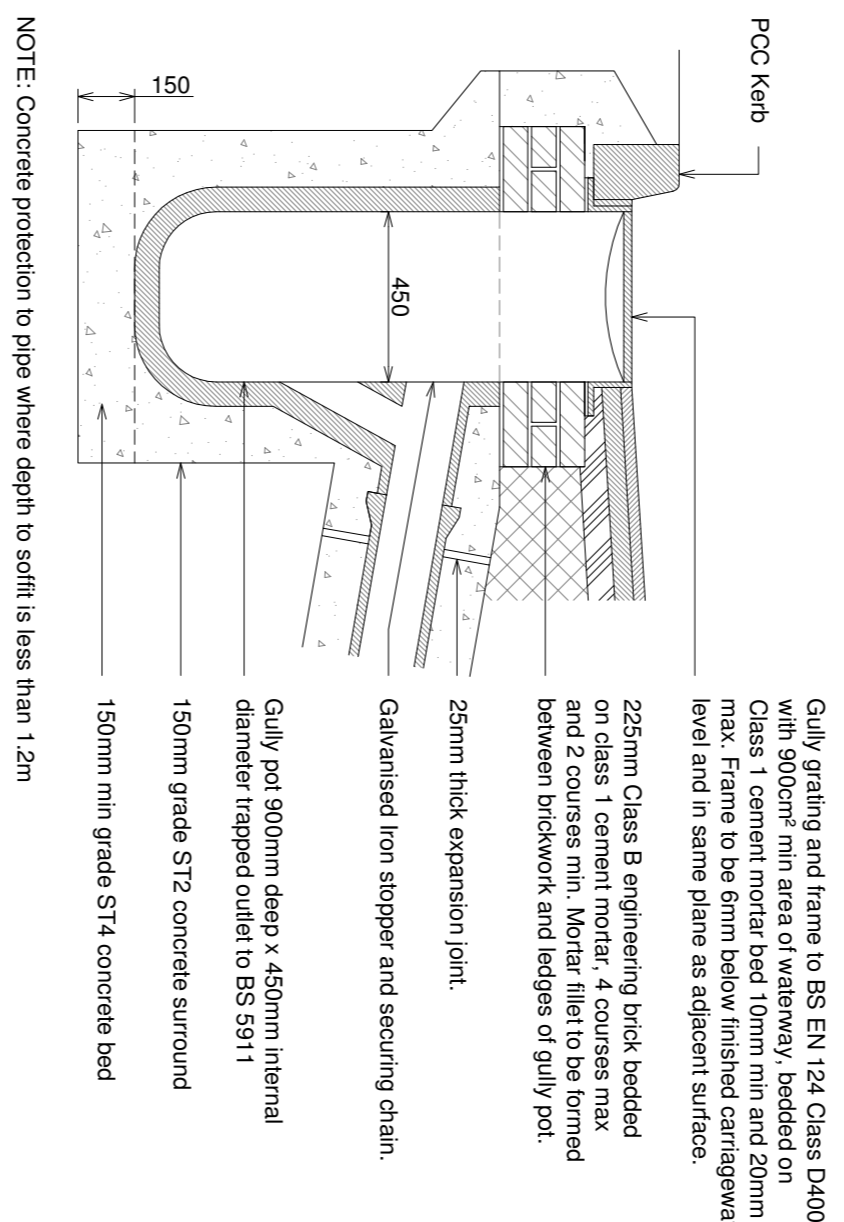 PCC Kerb
Gully grating and frame to BS EN 124 Class D400
with 900cm² min area of waterway, bedded on
Class 1 cement mortar bed 10mm min and 20mm
max. Frame to be 6mm below finished carriagewa
level and in same plane as adjacent surface.
225mm Class B engineering brick bedded
on class 1 cement mortar, 4 courses max
and 2 courses min. Mortar fillet to be formed
between brickwork and ledges of gully pot.
25mm thick expansion joint.
450
Galvanised Iron stopper and securing chain.
Gully pot 900mm deep x 450mm internal
diameter trapped outlet to BS 5911
150mm grade ST2 concrete surround
150
150mm min grade ST4 concrete bed
NOTE: Concrete protection to pipe where depth to soffit is less than 1.2m